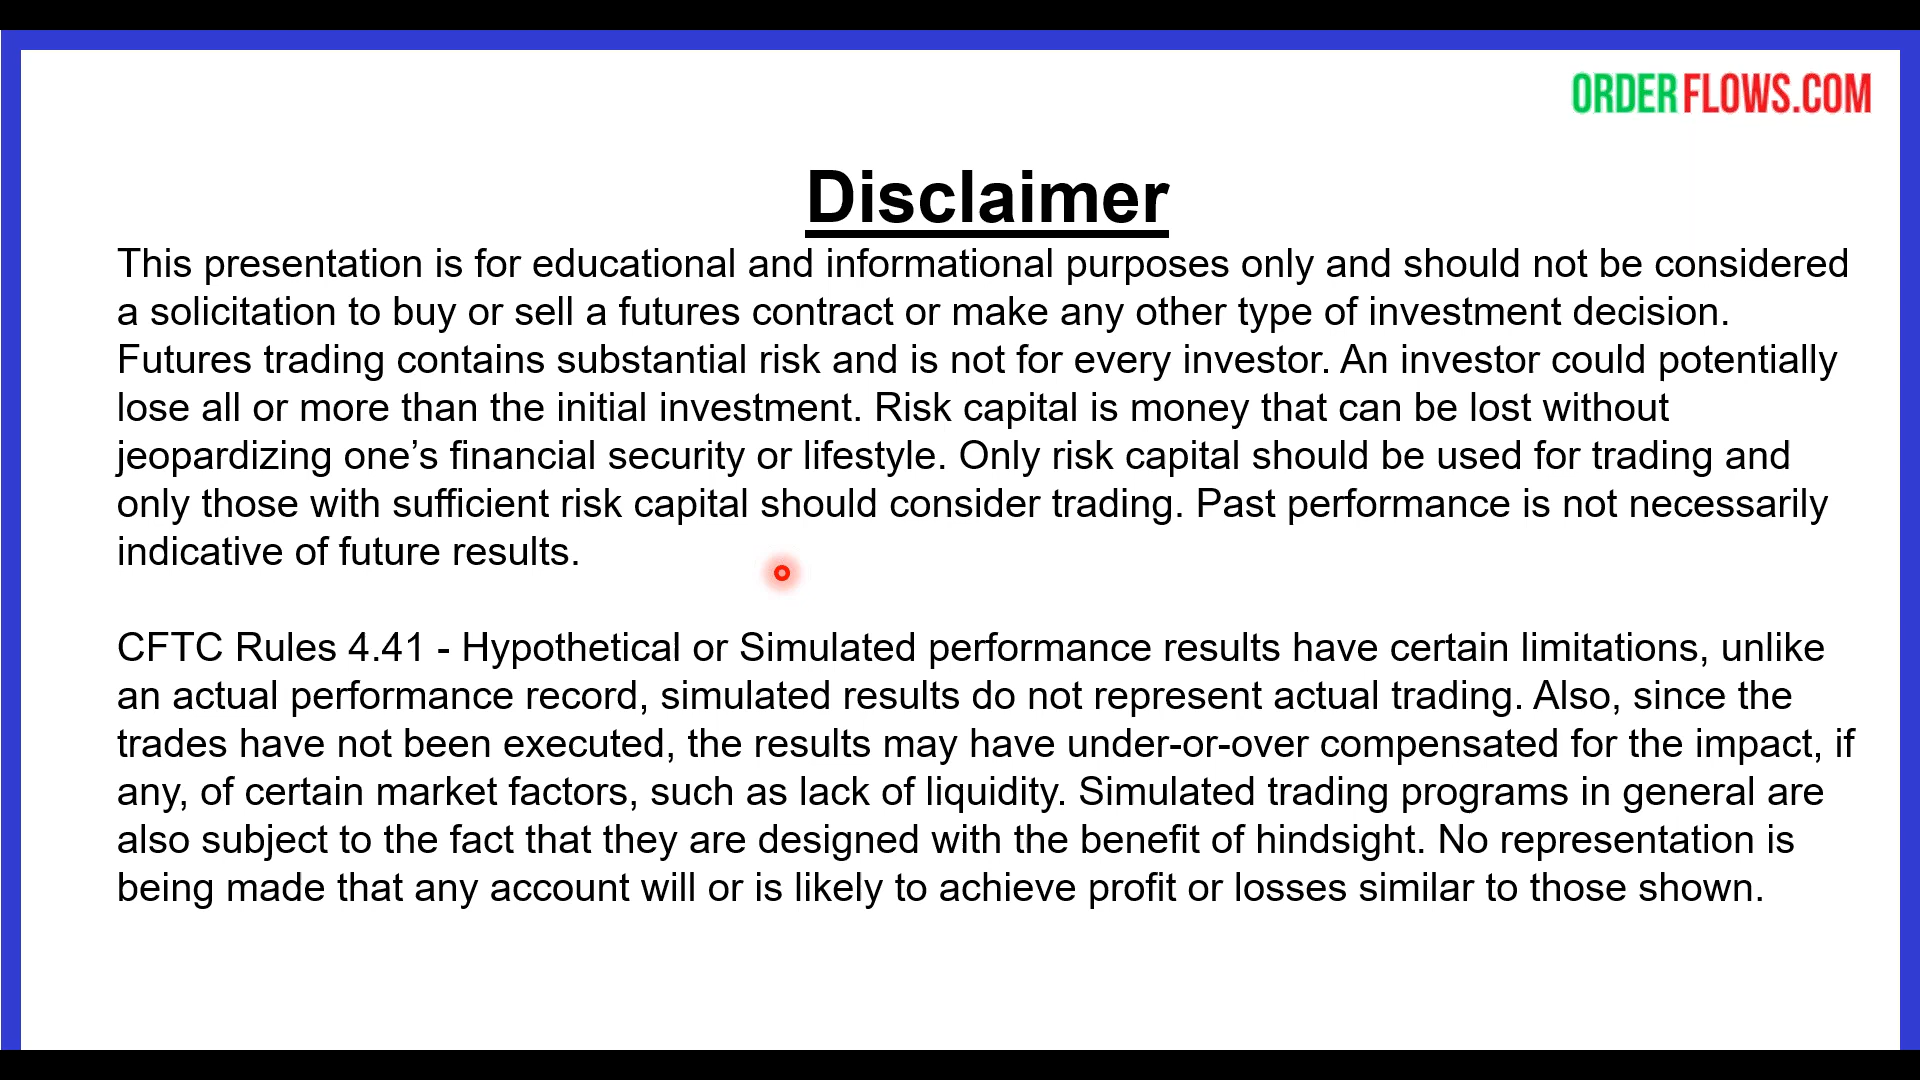 ORDERFLOWS.COM
Disclaimer
This presentation is for educational and informational purposes only and should not be considered
a solicitation to buy or sell a futures contract or make any other type of investment decision.
Futures trading contains substantial risk and is not for every investor. An investor could potentially
lose all or more than the initial investment. Risk capital is money that can be lost without
jeopardizing one’s financial security or lifestyle. Only risk capital should be used for trading and
only those with sufficient risk capital should consider trading. Past performance is not necessarily
indicative of future results.
CFTC Rules 4.41 - Hypothetical or Simulated performance results have certain limitations, unlike
an actual performance record, simulated results do not represent actual trading. Also, since the
trades have not been executed, the results may have under-or-over compensated for the impact, if
any, of certain market factors, such as lack of liquidity. Simulated trading programs in general are
also subject to the fact that they are designed with the benefit of hindsight. No representation is
being made that any account will or is likely to achieve profit or losses similar to those shown.